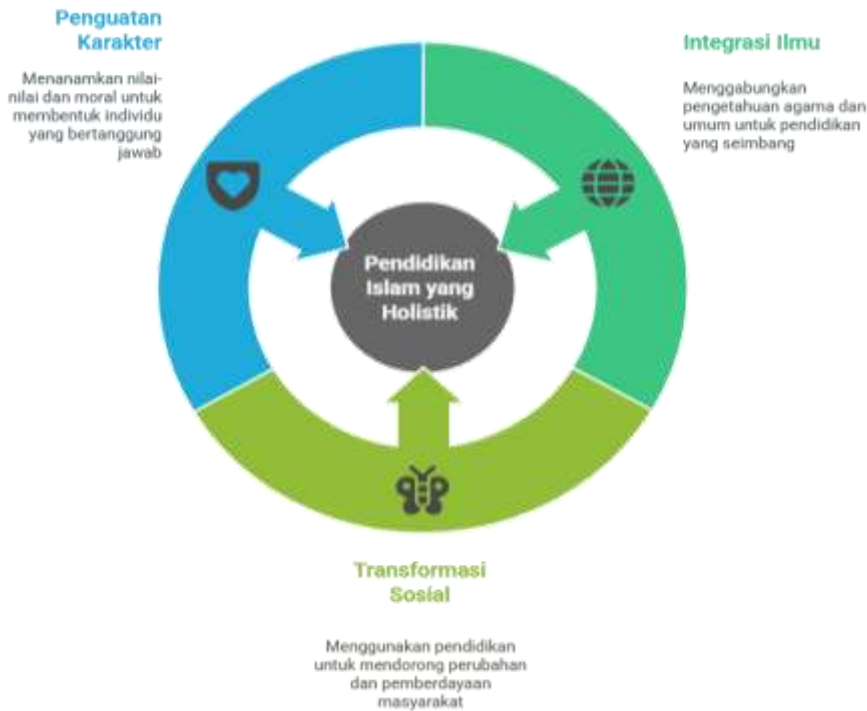 Penguatan
Karakter
Menanamkan nilai-
nilai dan moral untuk
membentuk individu
yang bertanggung
jawab
Integrasi Ilmu
Menggabungkan
pengetahuan agama dan
umum untuk pendidikan
yang seimbang
Pendidikan
Islam yang
Holistik
Transformasi
Sosial
Menggunakan pendidikan
untuk mendorong perubahan
dan pemberdayaan
masyarakat